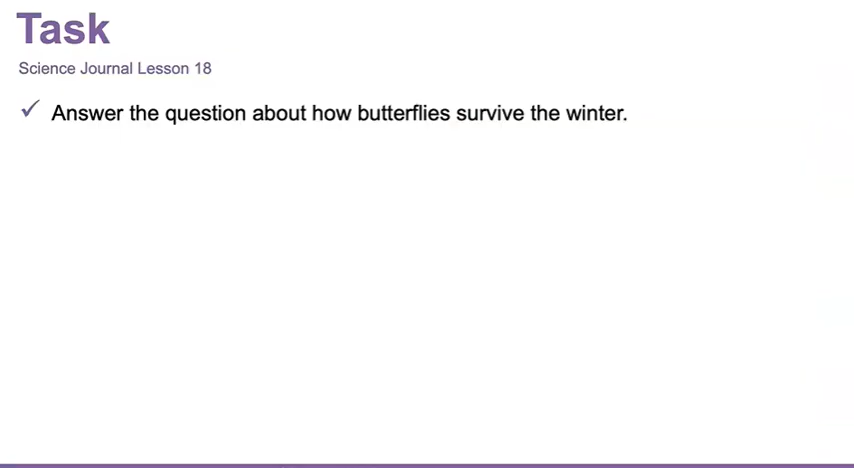 Task
Science Journal Lesson 18
✓ Answer the question about how butterflies survive the winter.